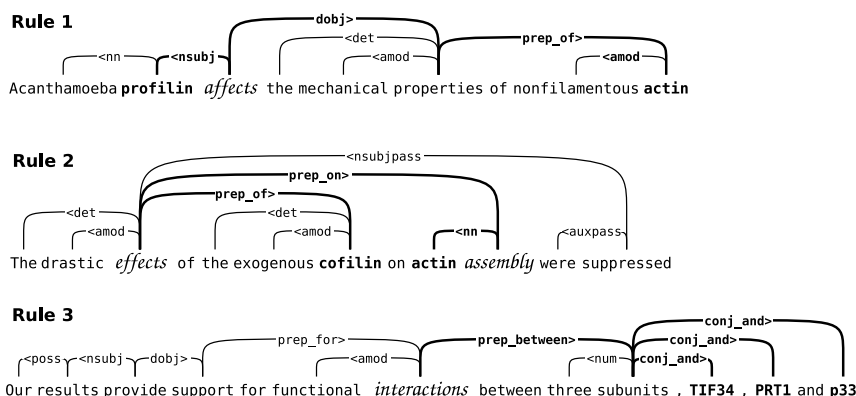 Rule 1
dobj>
<det prep_of>
<nn <nsubj <amod <amod
Acanthamoeba profilin affects the mechanical properties of nonfilamentous actin
Rule 2
<nsubjpass
prep_on>
prep_of>
<det <det
<amod <amod <nn <auxpass
The drastic effects of the exogenous cofilin on actin assembly were suppressed
Rule 3
conj_and>
prep_for> prep_between> conj_and>
<poss <nsubj dobj> <amod <num conj_and>
Our results provide support for functional interactions between three subunits , TIF34 , PRT1 and p33